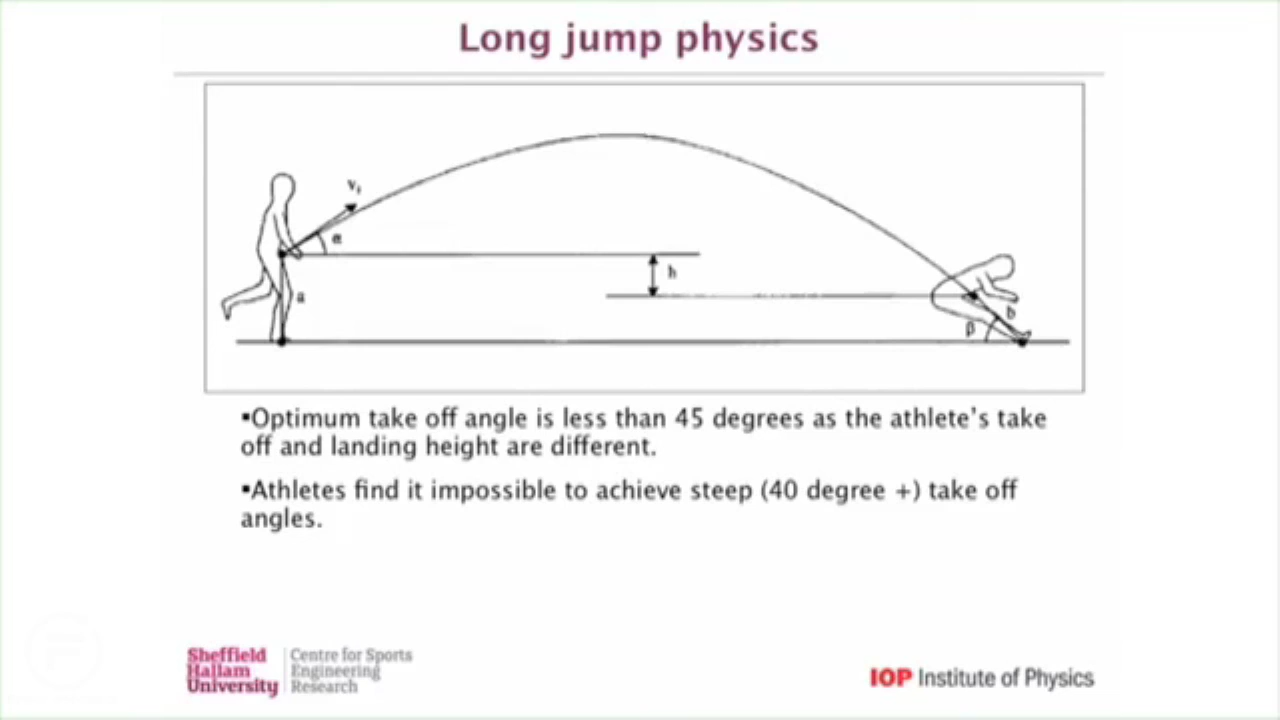 Long jump physics
v
α
a
h
b
β
▪Optimum take off angle is less than 45 degrees as the athlete's take
off and landing height are different.
▪Athletes find it impossible to achieve steep (40 degree +) take off
angles.
Sheffield
Hallam
University
Centre for Sports
Engineering
Research
IOP Institute of Physics